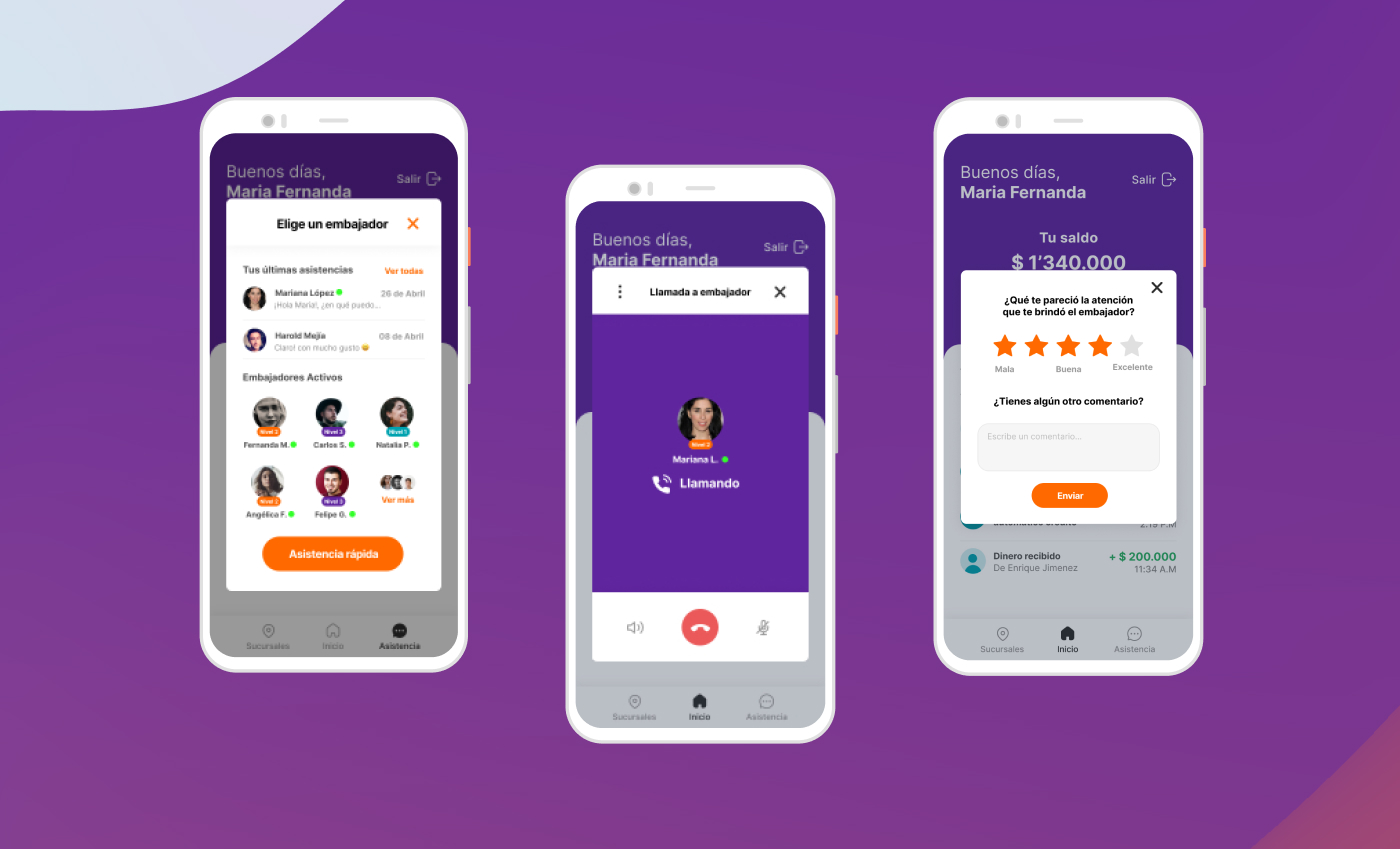 Buenos días,
Maria Fernanda
Salir
Elige un embajador
Tus últimas asistencias
Ver todas
Mariana López
26 de Abril
¡Hola Maria!, ¿en qué puedo...
Harold Mejía
08 de Abril
Claro! con mucho gusto 😄
Embajadores Activos
Nivel 2
Nivel 3
Nivel 1
Fernanda M.
Carlos S.
Natalia P.
Nivel 2
Nivel 3
Angélica F.
Felipe G.
Ver más
Asistencia rápida
Sucursales
Inicio
Asistencia
Buenos días,
Maria Fernanda
Salir
Llamada a embajador
Nivel 2
Mariana L.
Llamando
Sucursales
Inicio
Asistencia
Buenos días,
Maria Fernanda
Salir
Tu saldo
$ 1'340.000
¿Qué te pareció la atención
que te brindó el embajador?
Mala
Buena
Excelente
¿Tienes algún otro comentario?
Escribe un comentario...
Enviar
Dinero recibido
+ $ 200.000
De Enrique Jimenez
11:34 A.M
Sucursales
Inicio
Asistencia